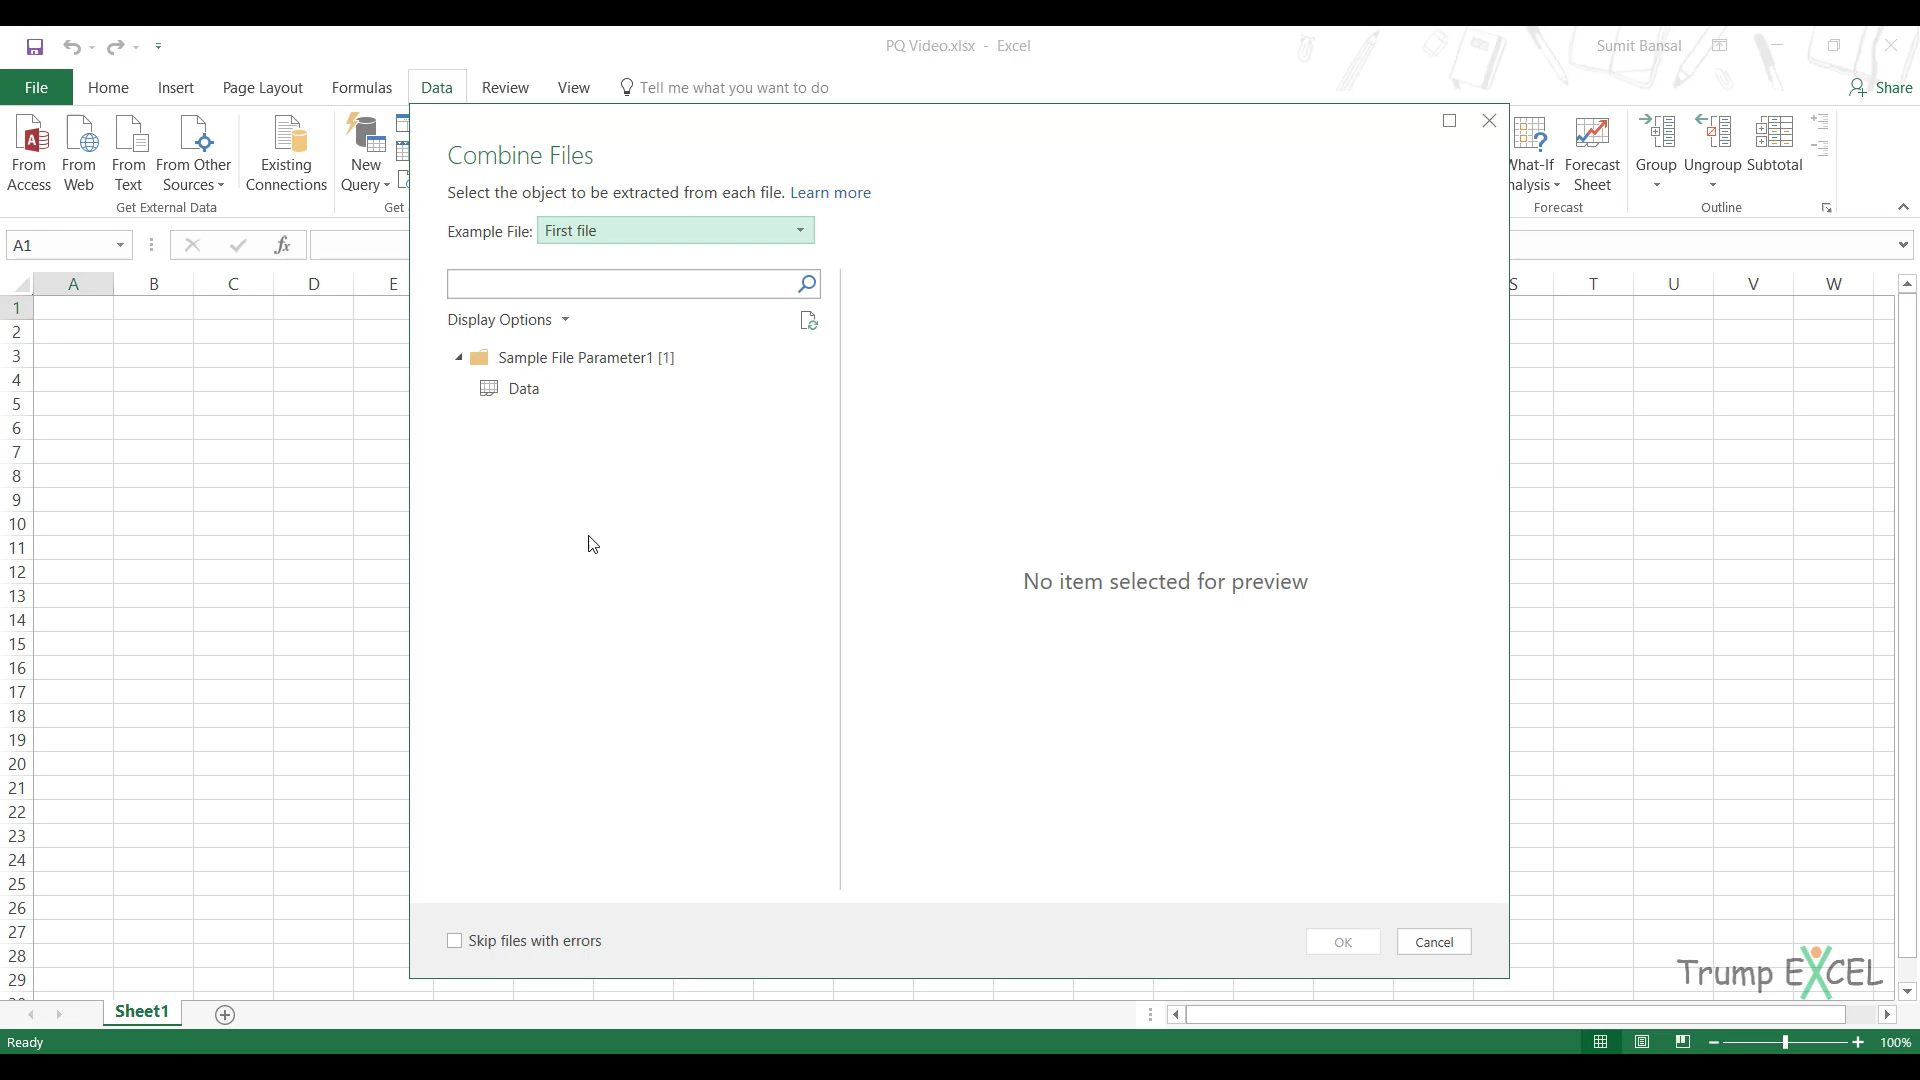 PQ Video.xlsx - Excel
Sumit Bansal
File
Home
Insert
Page Layout
Formulas
Data
Review
View
Tell me what you want to do
Share
From
Access
From
Web
From
Text
From Other
Sources
Existing
Connections
New
Query
Get External Data
Get
What-If
nalysis
Forecast
Sheet
Group
Ungroup
Subtotal
Forecast
Outline
Combine Files
Select the object to be extracted from each file. Learn more
Example File: First file
A1
fx
Display Options
Sample File Parameter1 [1]
Data
No item selected for preview
Skip files with errors
OK
Cancel
A B C D E S T U V W
1
2
3
4
5
6
7
8
9
10
11
12
13
14
15
16
17
18
19
20
21
22
23
24
25
26
27
28
29
Trump EXCEL
Sheet1
Ready
100%